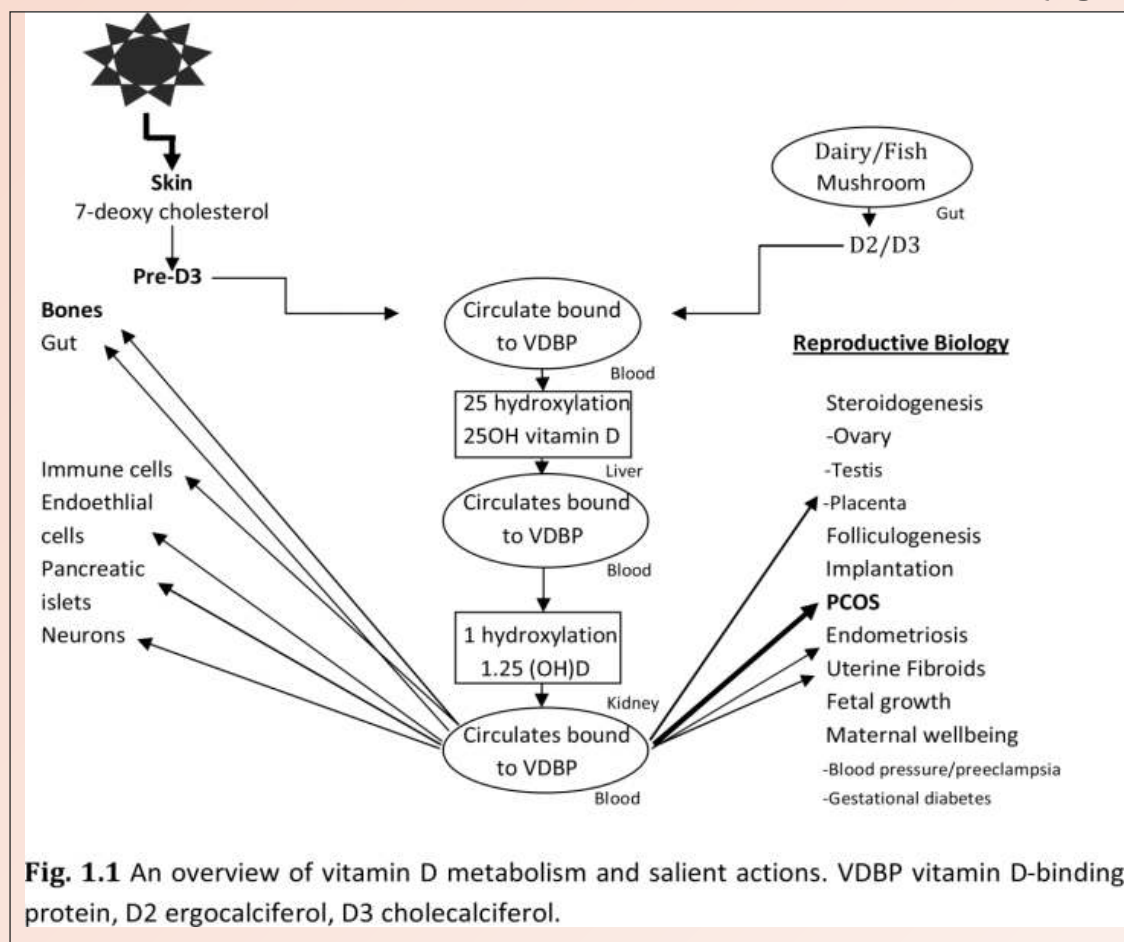 Skin
7-deoxy cholesterol
Pre-D3
Dairy/Fish
Mushroom
Gut
D2/D3
Circulate bound
to VDBP
Blood
25 hydroxylation
25OH vitamin D
Liver
Circulates bound
to VDBP
Blood
1 hydroxylation
1.25 (OH)D
Kidney
Circulates bound
to VDBP
Blood
Bones
Gut
Immune cells
Endoethlial
cells
Pancreatic
islets
Neurons
Reproductive Biology
Steroidogenesis
-Ovary
-Testis
-Placenta
Folliculogenesis
Implantation
PCOS
Endometriosis
Uterine Fibroids
Fetal growth
Maternal wellbeing
-Blood pressure/preeclampsia
-Gestational diabetes
Fig. 1.1 An overview of vitamin D metabolism and salient actions. VDBP vitamin D-binding
protein, D2 ergocalciferol, D3 cholecalciferol.